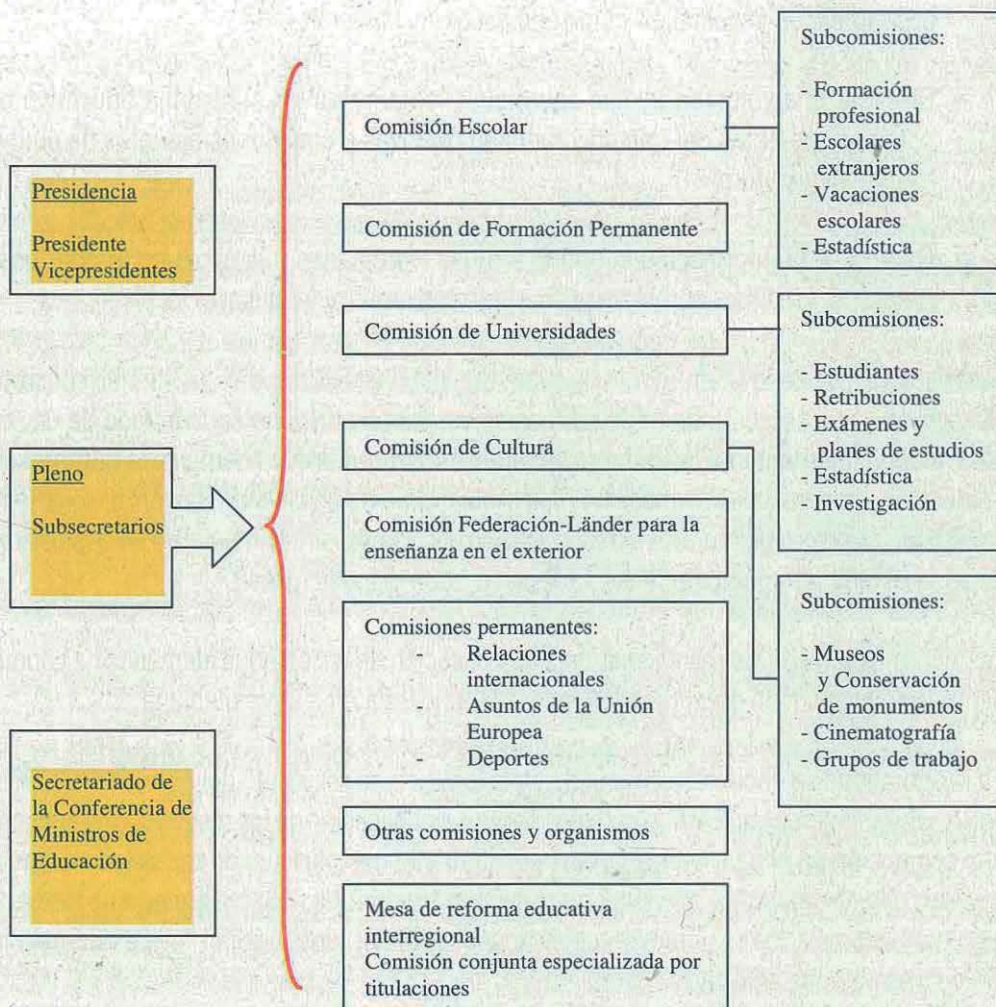 Presidencia
Presidente
Vicepresidentes
Pleno
Subsecretarios
Secretariado de
la Conferencia de
Ministros de
Educación
Comisión Escolar
Comisión de Formación Permanente
Comisión de Universidades
Comisión de Cultura
Comisión Federación-Länder para la
enseñanza en el exterior
Comisiones permanentes:
- Relaciones
internacionales
- Asuntos de la Unión
Europea
- Deportes
Otras comisiones y organismos
Mesa de reforma educativa
interregional
Comisión conjunta especializada por
titulaciones
Subcomisiones:
- Formación
profesional
- Escolares
extranjeros
- Vacaciones
escolares
- Estadística
Subcomisiones:
- Estudiantes
- Retribuciones
- Exámenes y
planes de estudios
- Estadística
- Investigación
Subcomisiones:
- Museos
y Conservación
de monumentos
- Cinematografía
- Grupos de trabajo